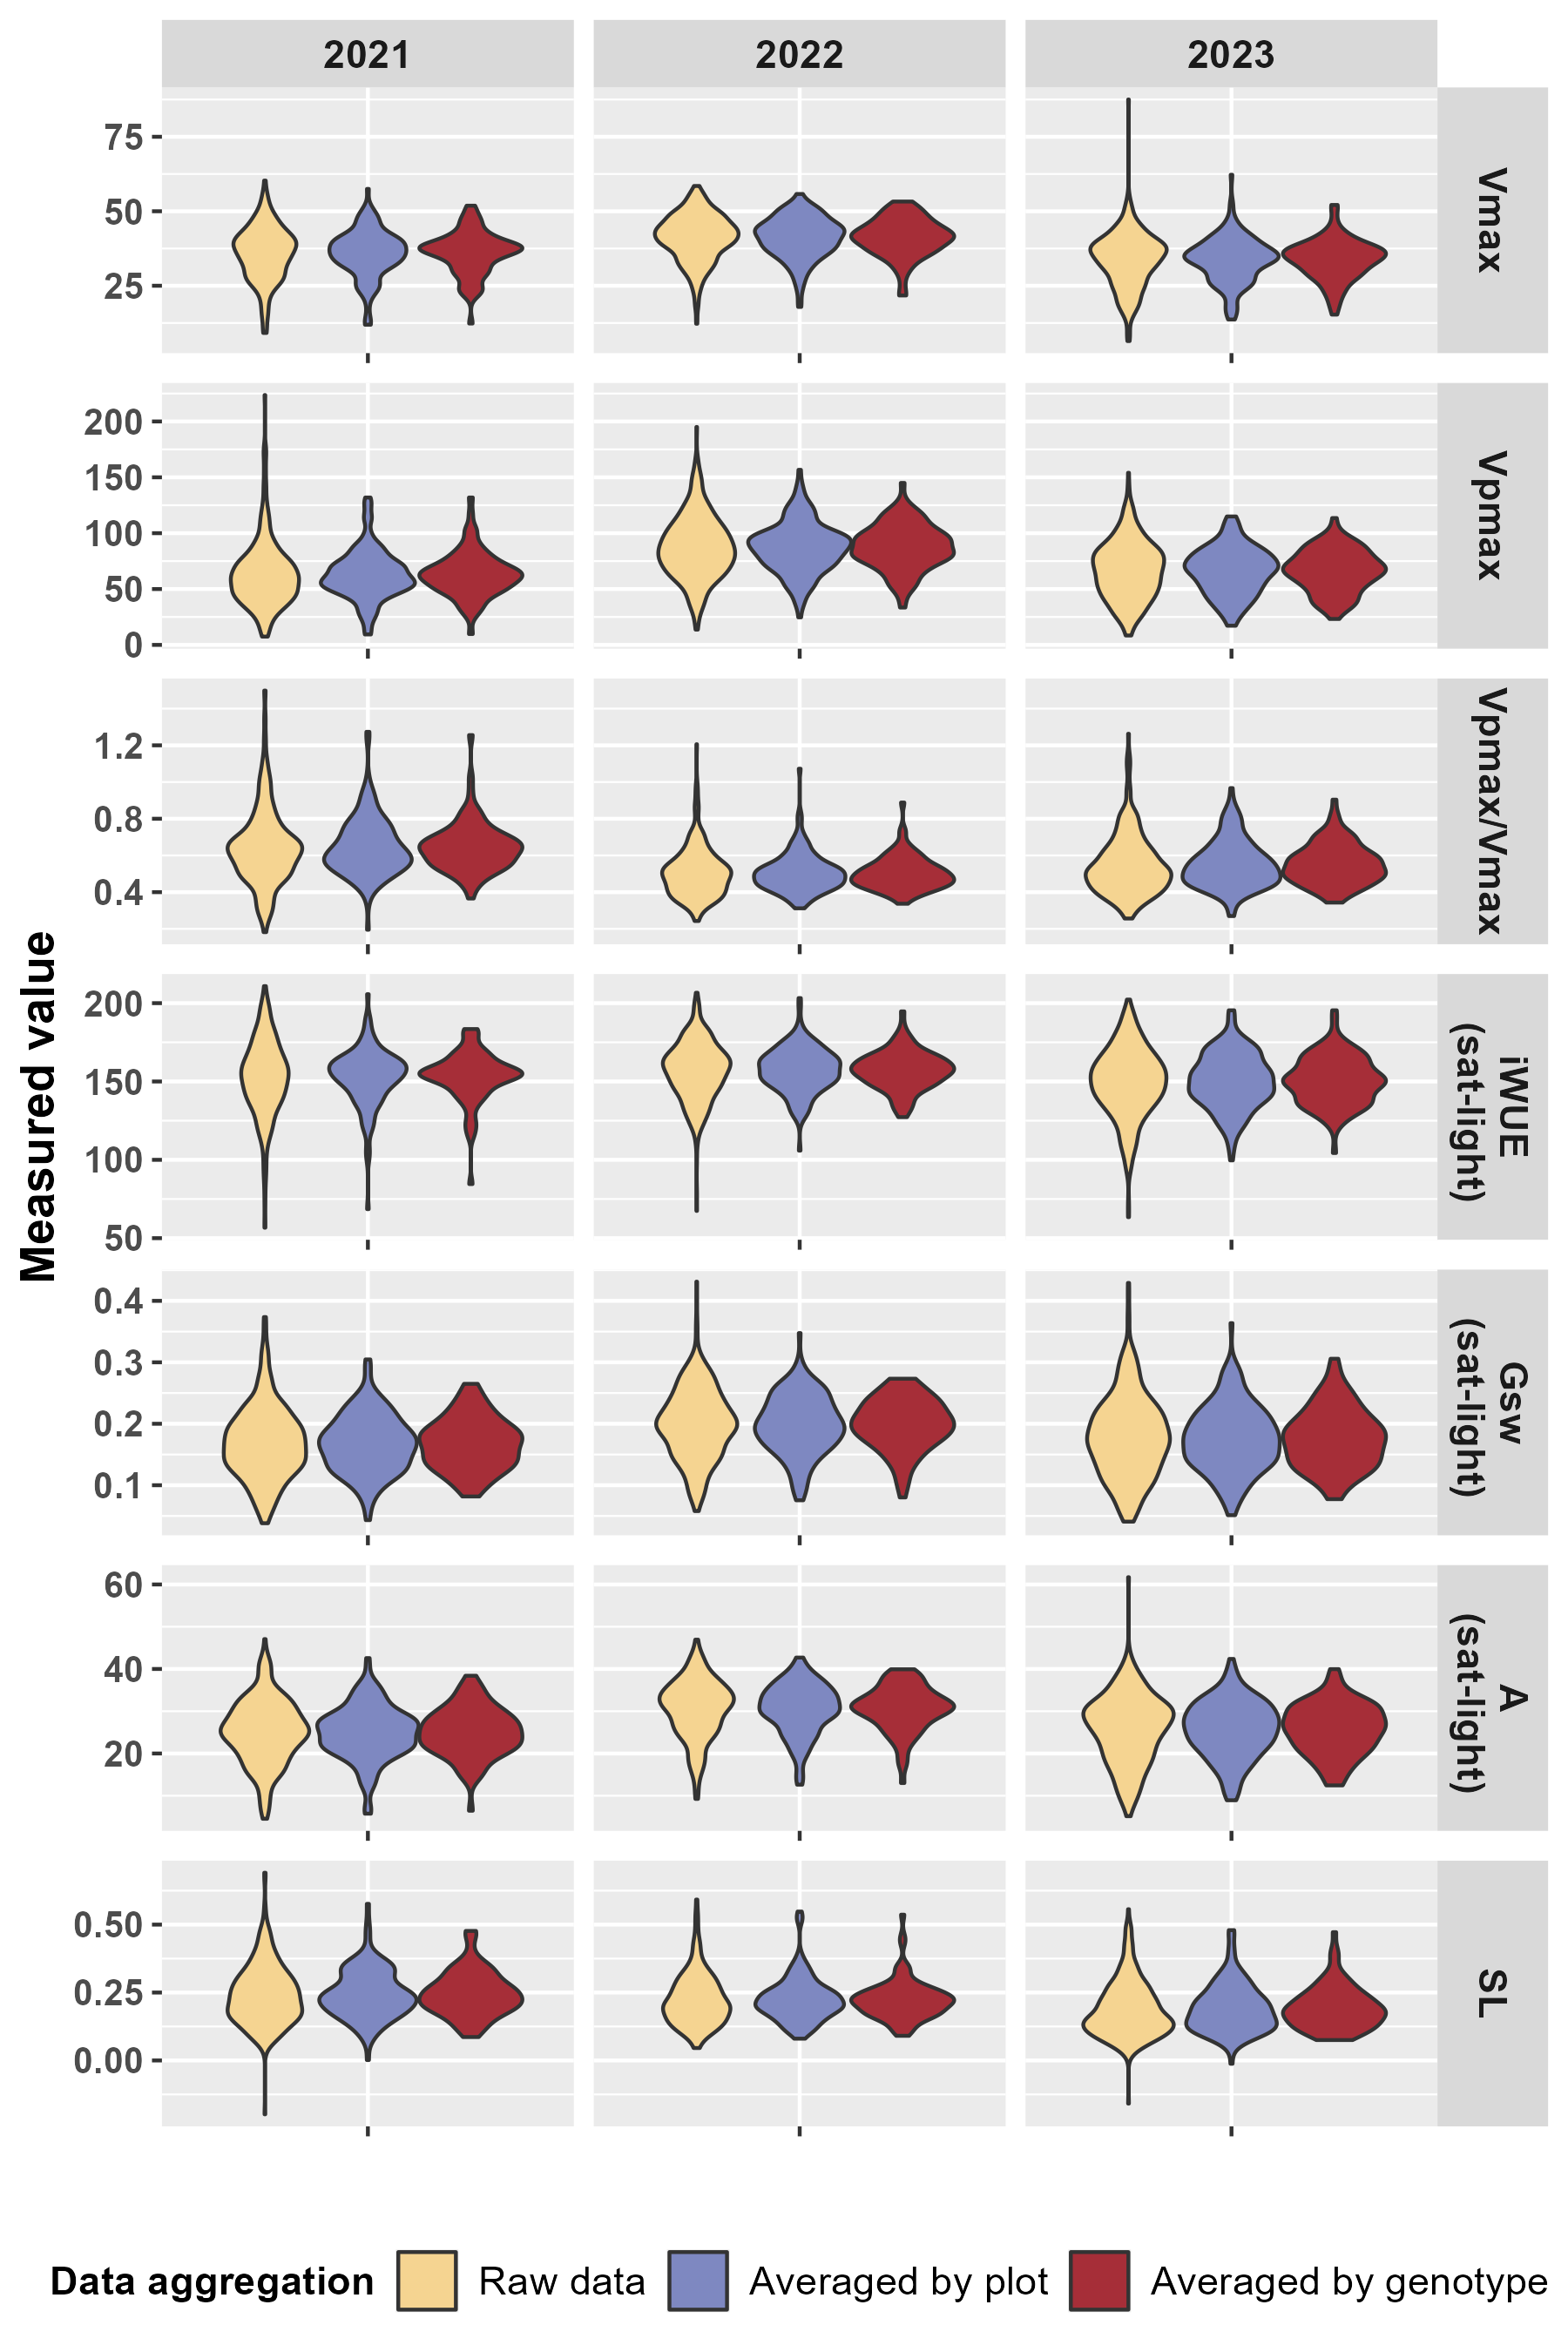 2021 2022 2023
Measured value
75
50
25
Vmax
200
150
100
50
0
Vpmax
1.2
0.8
0.4
Vpmax/Vmax
200
150
100
50
iWUE
(sat-light)
0.4
0.3
0.2
0.1
Gsw
(sat-light)
60
40
20
A
(sat-light)
0.50
0.25
0.00
SL
Data aggregation Raw data Averaged by plot Averaged by genotype